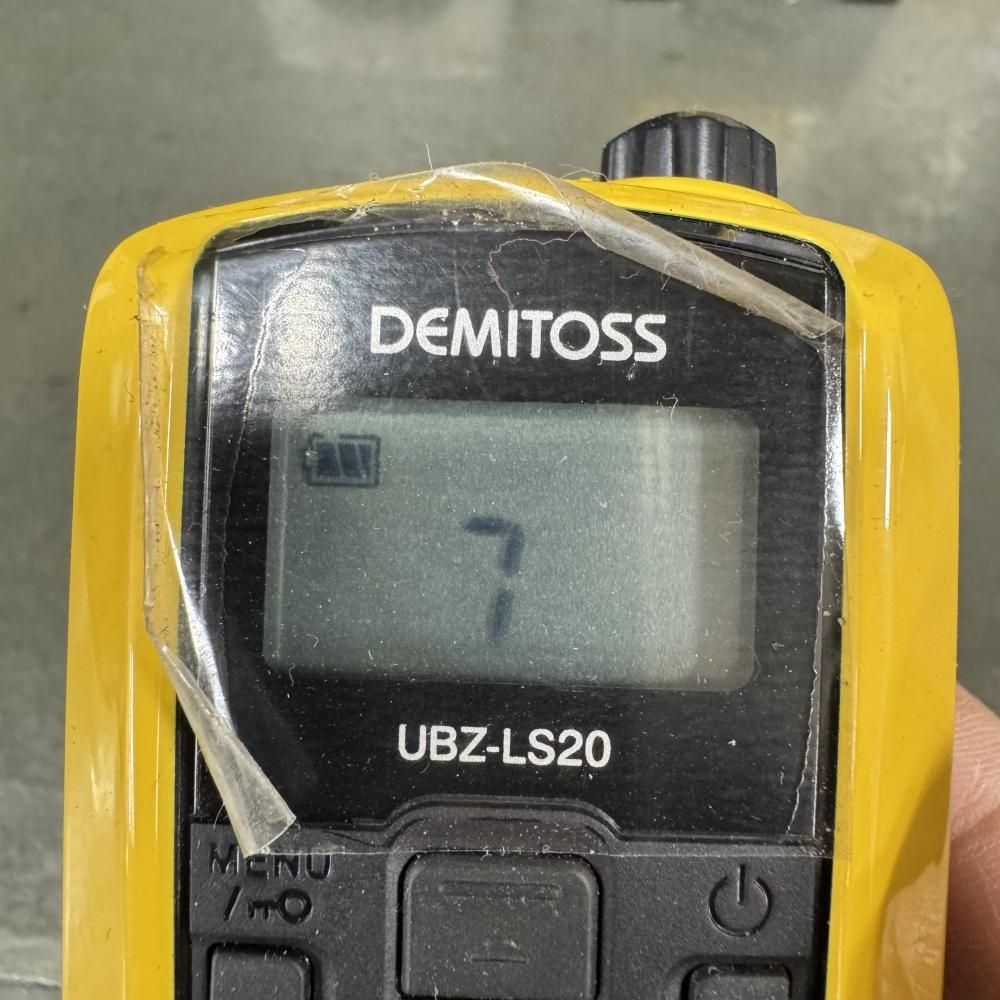 DEMITOSS
7
UBZ-LS20
MENU
/